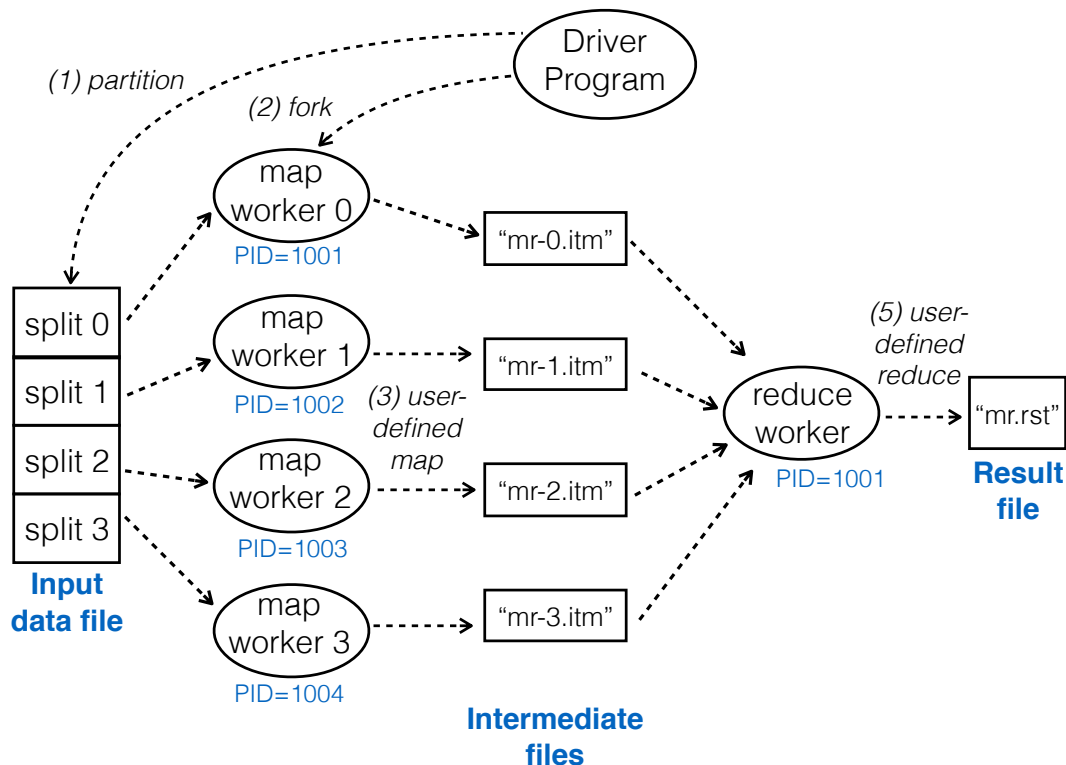 Driver
Program
(1) partition
(2) fork
map
worker 0
PID=1001
"mr-0.itm"
split 0
split 1
split 2
split 3
Input
data file
map
worker 1
PID=1002
"mr-1.itm"
(3) user-
defined
map
map
worker 2
PID=1003
"mr-2.itm"
map
worker 3
PID=1004
"mr-3.itm"
Intermediate
files
reduce
worker
PID=1001
(5) user-
defined
reduce
“mr.rst”
Result
file